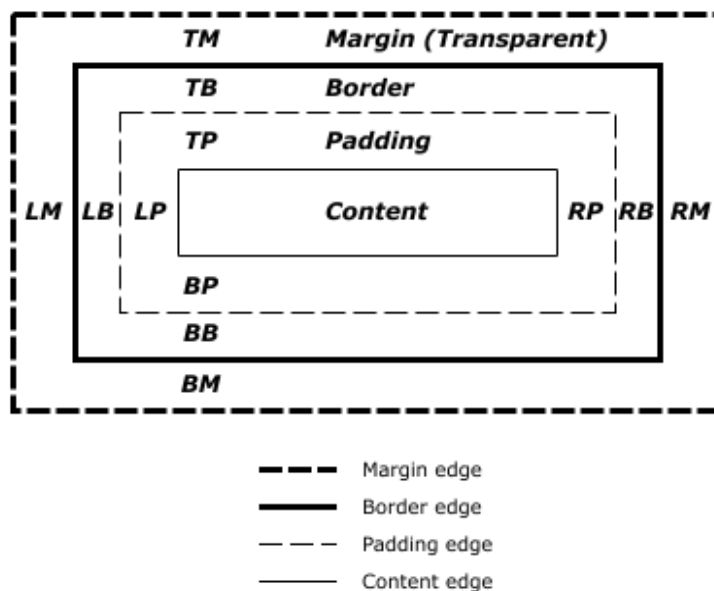 TM Margin (Transparent)
TB Border
TP Padding
LM LB LP Content RP RB RM
BP
BB
BM
Margin edge
Border edge
Padding edge
Content edge